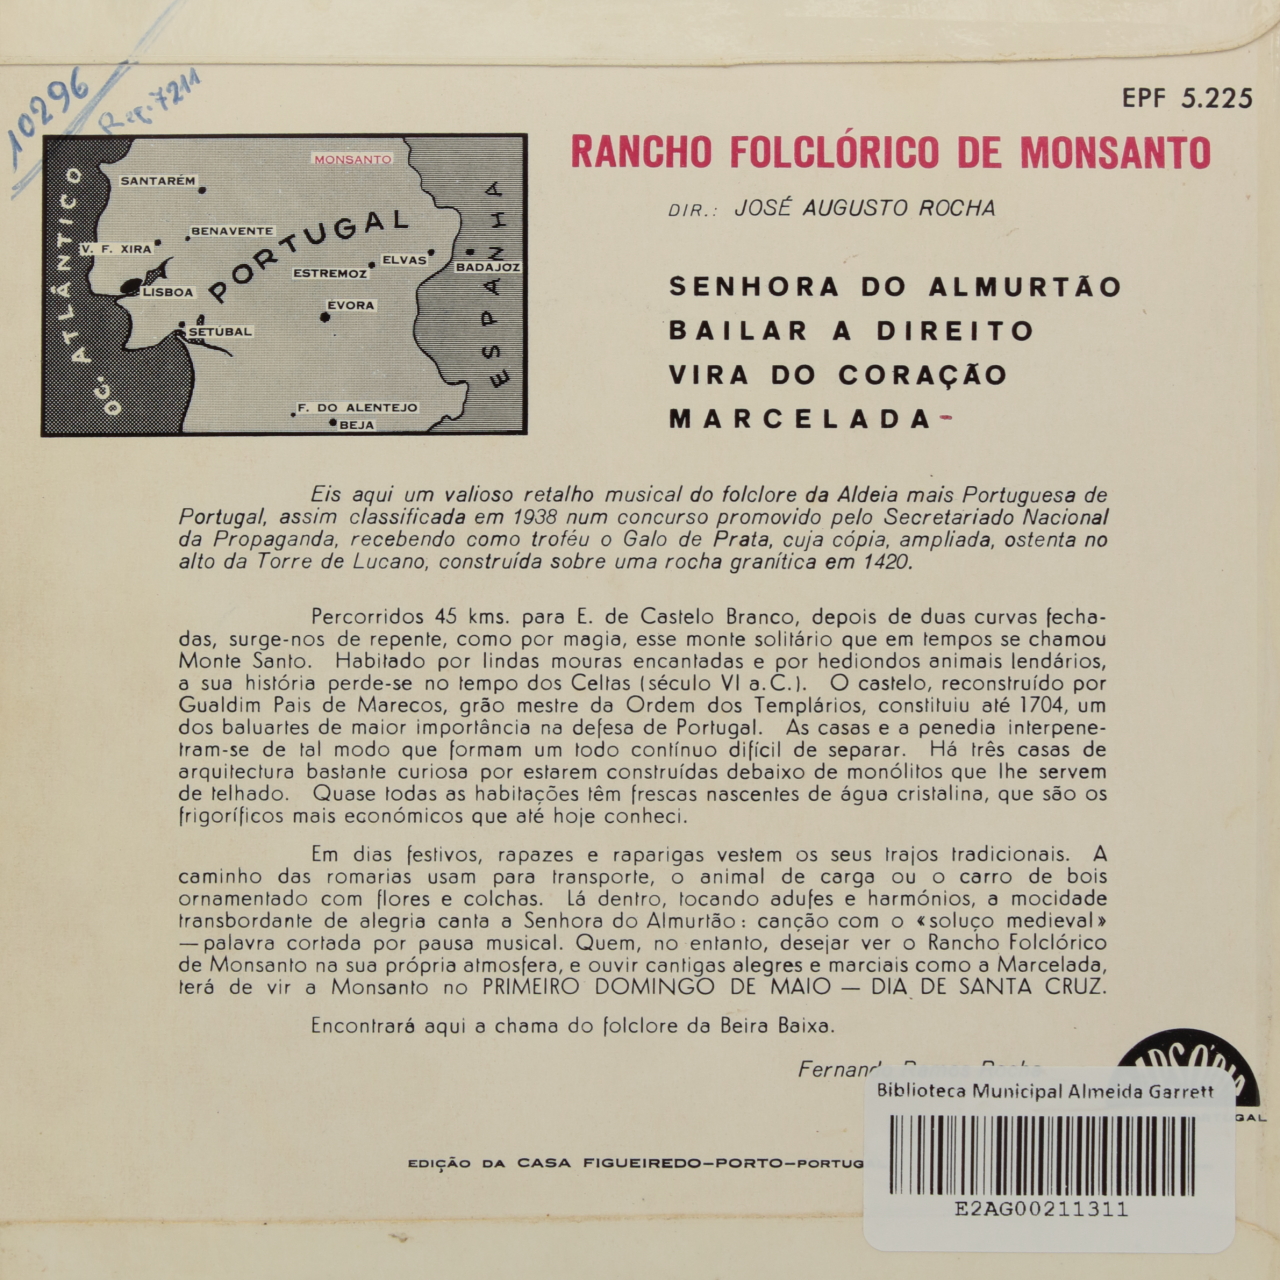 10296
Reg. 7211
EPF 5.225
RANCHO FOLCLÓRICO DE MONSANTO
DIR.: JOSÉ AUGUSTO ROCHA
SENHORA DO ALMURTÃO
BAILAR A DIREITO
VIRA DO CORAÇÃO
MARCELADA-
OC. ATLÂNTICO
MONSANTO
SANTARÉM
BENAVENTE
V. F. XIRA
PORTUGAL
ESPANHA
ELVAS
BADAJOZ
ESTREMOZ
LISBOA
ÉVORA
SETÚBAL
F. DO ALENTEJO
BEJA
Eis aqui um valioso retalho musical do folclore da Aldeia mais Portuguesa de
Portugal, assim classificada em 1938 num concurso promovido pelo Secretariado Nacional
da Propaganda, recebendo como troféu o Galo de Prata, cuja cópia, ampliada, ostenta no
alto da Torre de Lucano, construída sobre uma rocha granítica em 1420.
Percorridos 45 kms. para E. de Castelo Branco, depois de duas curvas fecha-
das, surge-nos de repente, como por magia, esse monte solitário que em tempos se chamou
Monte Santo. Habitado por lindas mouras encantadas e por hediondos animais lendários,
a sua história perde-se no tempo dos Celtas (século VI a.C.). O castelo, reconstruído por
Gualdim Pais de Marecos, grão mestre da Ordem dos Templários, constituiu até 1704, um
dos baluartes de maior importância na defesa de Portugal. As casas e a penedia interpene-
tram-se de tal modo que formam um todo contínuo difícil de separar. Há três casas de
arquitectura bastante curiosa por estarem construídas debaixo de monólitos que lhe servem
de telhado. Quase todas as habitações têm frescas nascentes de água cristalina, que são os
frigoríficos mais económicos que até hoje conheci.
Em dias festivos, rapazes e raparigas vestem os seus trajos tradicionais. A
caminho das romarias usam para transporte, o animal de carga ou o carro de bois
ornamentado com flores e colchas. Lá dentro, tocando adufes e harmónios, a mocidade
transbordante de alegria canta a Senhora do Almurtão: canção com o «soluço medieval»
—palavra cortada por pausa musical. Quem, no entanto, desejar ver o Rancho Folclórico
de Monsanto na sua própria atmosfera, e ouvir cantigas alegres e marciais como a Marcelada,
terá de vir a Monsanto no PRIMEIRO DOMINGO DE MAIO — DIA DE SANTA CRUZ.
Encontrará aqui a chama do folclore da Beira Baixa.
Biblioteca Municipal Almeida Garrett
E2AG00211311
EDIÇÃO DA CASA FIGUEIREDO-PORTO-PORTUG